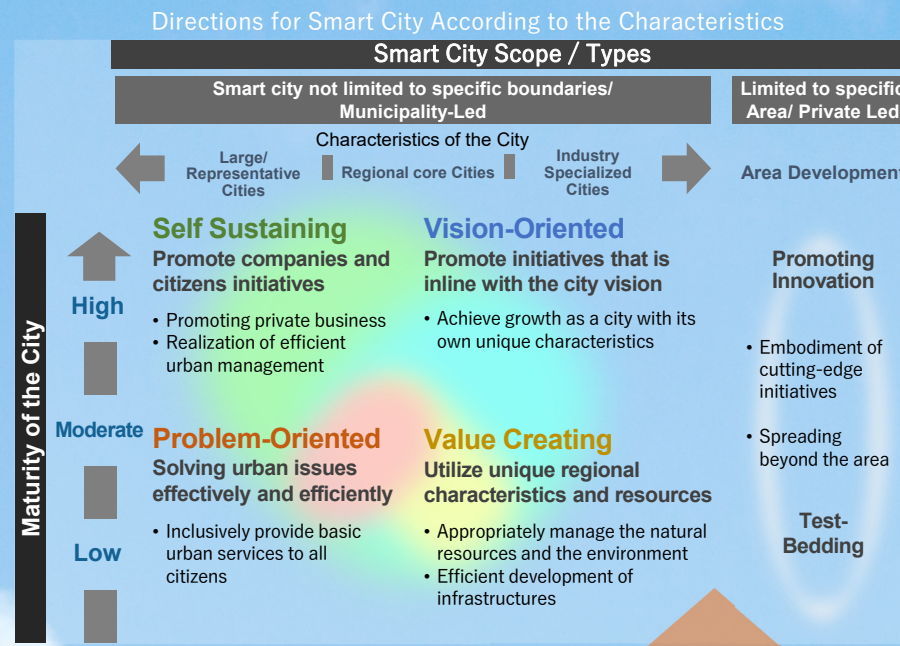 Directions for Smart City According to the Characteristics
Smart City Scope / Types
Smart city not limited to specific boundaries/
Municipality-Led
Limited to specific
Area/ Private Led
Characteristics of the City
Large/
Representative
Cities
Regional core Cities
Industry
Specialized
Cities
Area Development
Maturity of the City
High
Moderate
Low
Self Sustaining
Promote companies and
citizens initiatives
• Promoting private business
• Realization of efficient
urban management
Vision-Oriented
Promote initiatives that is
inline with the city vision
• Achieve growth as a city with its
own unique characteristics
Problem-Oriented
Solving urban issues
effectively and efficiently
• Inclusively provide basic
urban services to all
citizens
Value Creating
Utilize unique regional
characteristics and resources
• Appropriately manage the natural
resources and the environment
• Efficient development of
infrastructures
Promoting
Innovation
• Embodiment of
cutting-edge
initiatives
• Spreading
beyond the area
Test-
Bedding